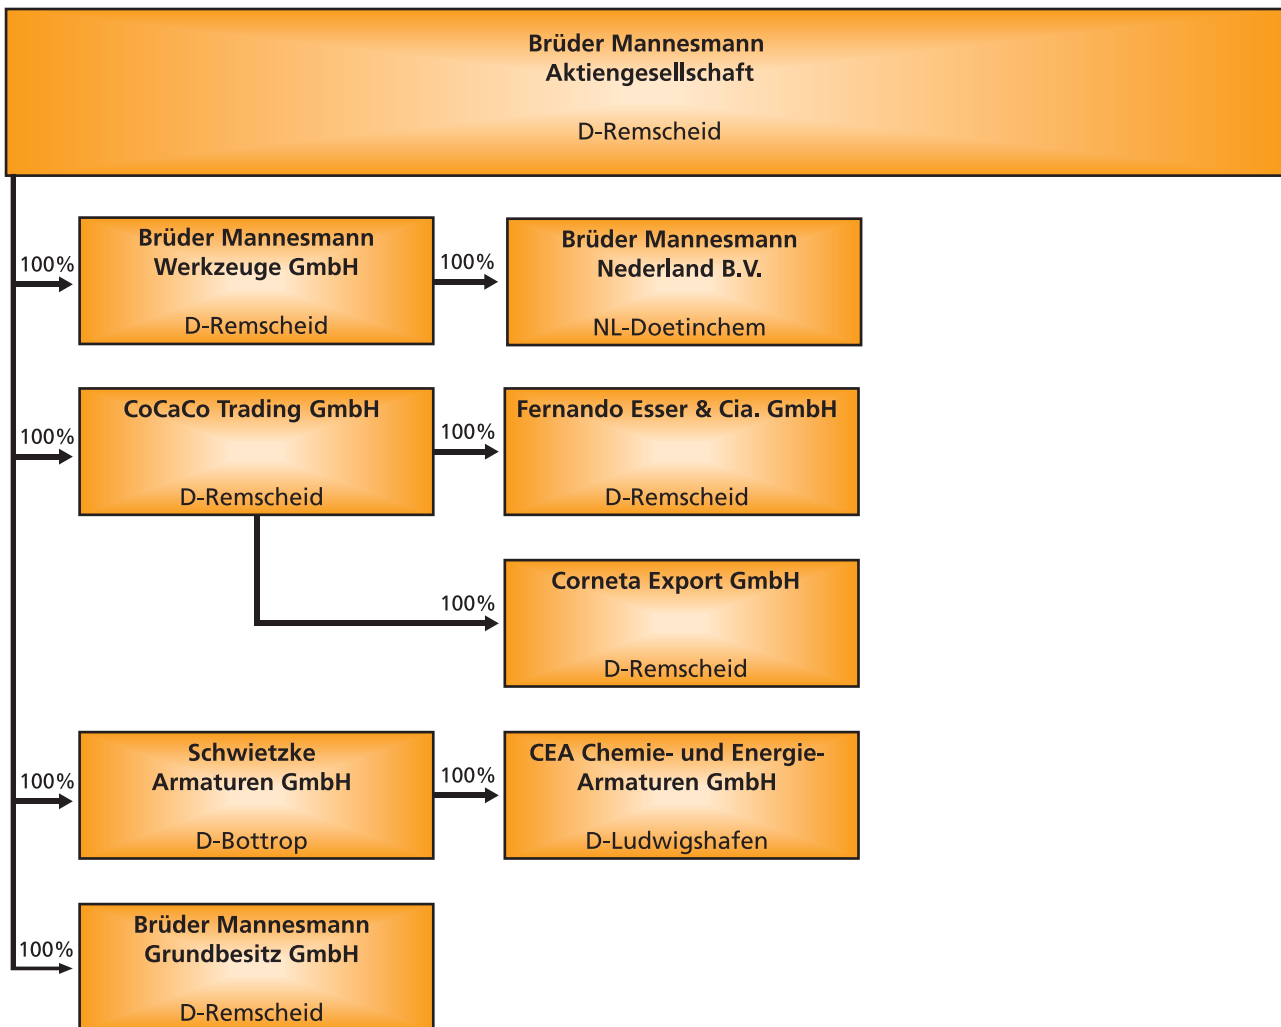 Brüder Mannesmann
Aktiengesellschaft
D-Remscheid
100%
Brüder Mannesmann
Werkzeuge GmbH
D-Remscheid
100%
Brüder Mannesmann
Nederland B.V.
NL-Doetinchem
100%
CoCaCo Trading GmbH
D-Remscheid
100%
Fernando Esser & Cia. GmbH
D-Remscheid
100%
Corneta Export GmbH
D-Remscheid
100%
Schwietzke
Armaturen GmbH
D-Bottrop
100%
CEA Chemie- und Energie-
Armaturen GmbH
D-Ludwigshafen
100%
Brüder Mannesmann
Grundbesitz GmbH
D-Remscheid